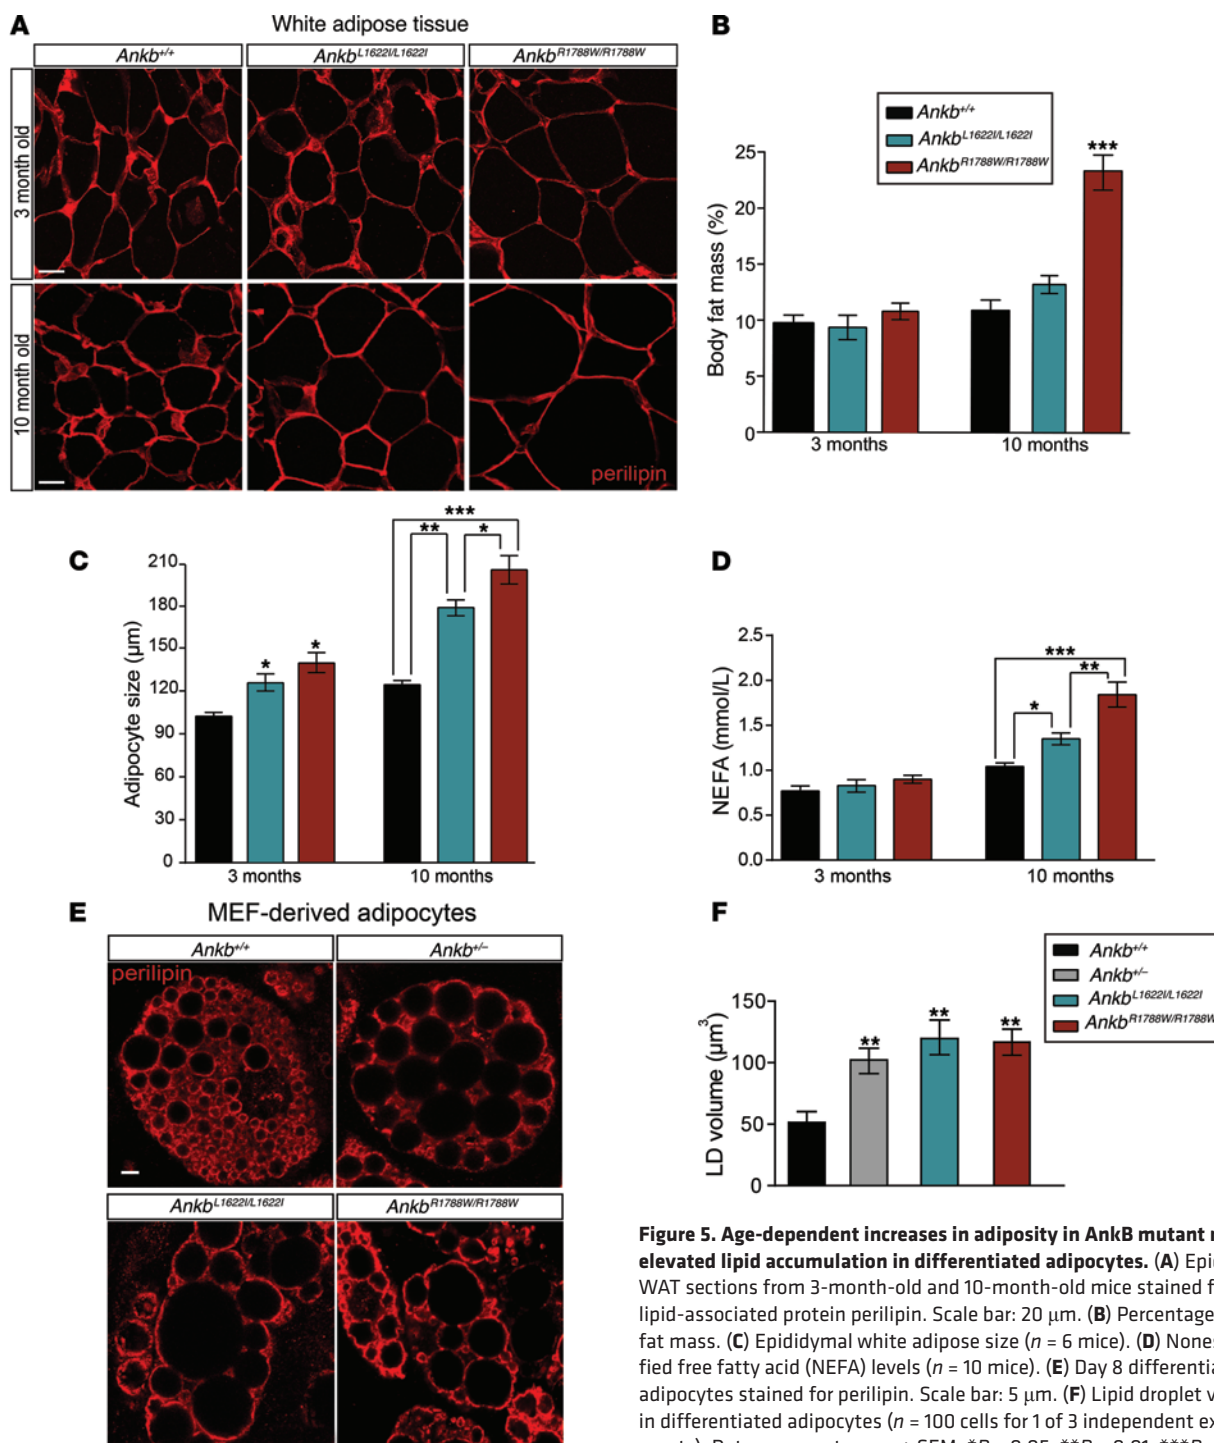 A
White adipose tissue
Ankb+/+
AnkbL1622I/L1622I
AnkbR1788W/R1788W
3 month old
10 month old
perilipin
B
Ankb+/+
AnkbL1622I/L1622I
AnkbR1788W/R1788W
***
25
20
15
10
5
0
Body fat mass (%)
3 months
10 months
C
210
180
150
120
90
60
30
0
Adipocyte size (µm)
*
*
**
***
*
3 months
10 months
D
2.5
2.0
1.5
1.0
0.5
0.0
NEFA (mmol/L)
***
**
*
3 months
10 months
E
MEF-derived adipocytes
Ankb+/+
Ankb+/–
perilipin
AnkbL1622I/L1622I
AnkbR1788W/R1788W
F
Ankb+/+
Ankb+/–
AnkbL1622I/L1622I
AnkbR1788W/R1788W
150
100
50
0
LD volume (µm3)
**
**
**
Figure 5. Age-dependent increases in adiposity in AnkB mutant
elevated lipid accumulation in differentiated adipocytes. (A) Epi
WAT sections from 3-month-old and 10-month-old mice stained f
lipid-associated protein perilipin. Scale bar: 20 µm. (B) Percentage
fat mass. (C) Epididymal white adipose size (n = 6 mice). (D) Nones
fied free fatty acid (NEFA) levels (n = 10 mice). (E) Day 8 differentia
adipocytes stained for perilipin. Scale bar: 5 µm. (F) Lipid droplet v
in differentiated adipocytes (n = 100 cells for 1 of 3 independent ex